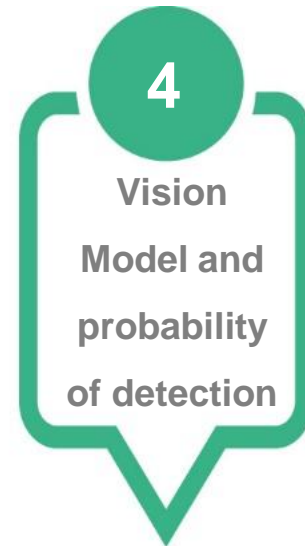 4
Vision
Model and
probability
of detection